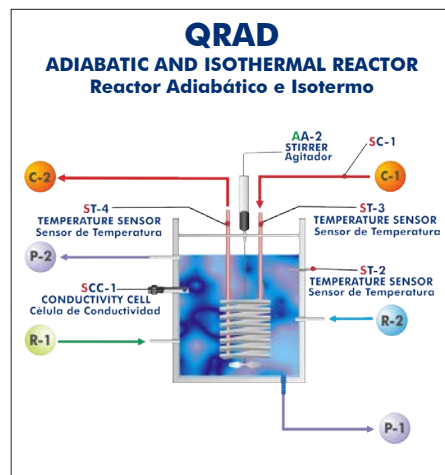 QRAD
ADIABATIC AND ISOTHERMAL REACTOR
Reactor Adiabático e Isotermo
AA-2
STIRRER
Agitador
SC-1
C-2
C-1
ST-4
TEMPERATURE SENSOR
Sensor de Temperatura
ST-3
TEMPERATURE SENSOR
Sensor de Temperatura
P-2
ST-2
TEMPERATURE SENSOR
Sensor de Temperatura
SCC-1
CONDUCTIVITY CELL
Célula de Conductividad
R-2
R-1
P-1